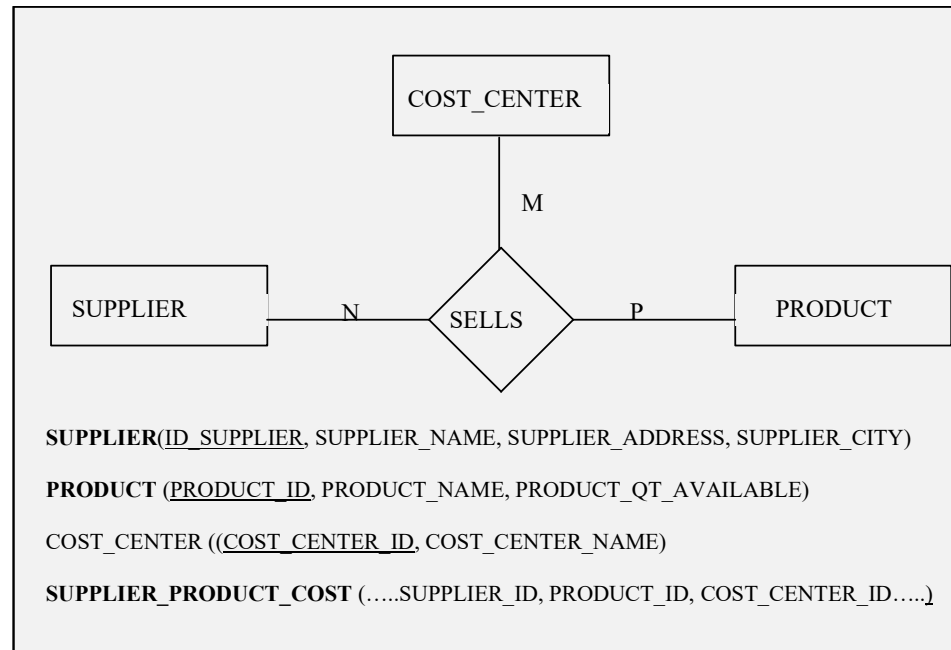 COST_CENTER
M
SUPPLIER
N
SELLS
P
PRODUCT
SUPPLIER(ID_SUPPLIER, SUPPLIER_NAME, SUPPLIER_ADDRESS, SUPPLIER_CITY)
PRODUCT (PRODUCT_ID, PRODUCT_NAME, PRODUCT_QT_AVAILABLE)
COST_CENTER ((COST_CENTER_ID, COST_CENTER_NAME)
SUPPLIER_PRODUCT_COST (…..SUPPLIER_ID, PRODUCT_ID, COST_CENTER_ID…..)